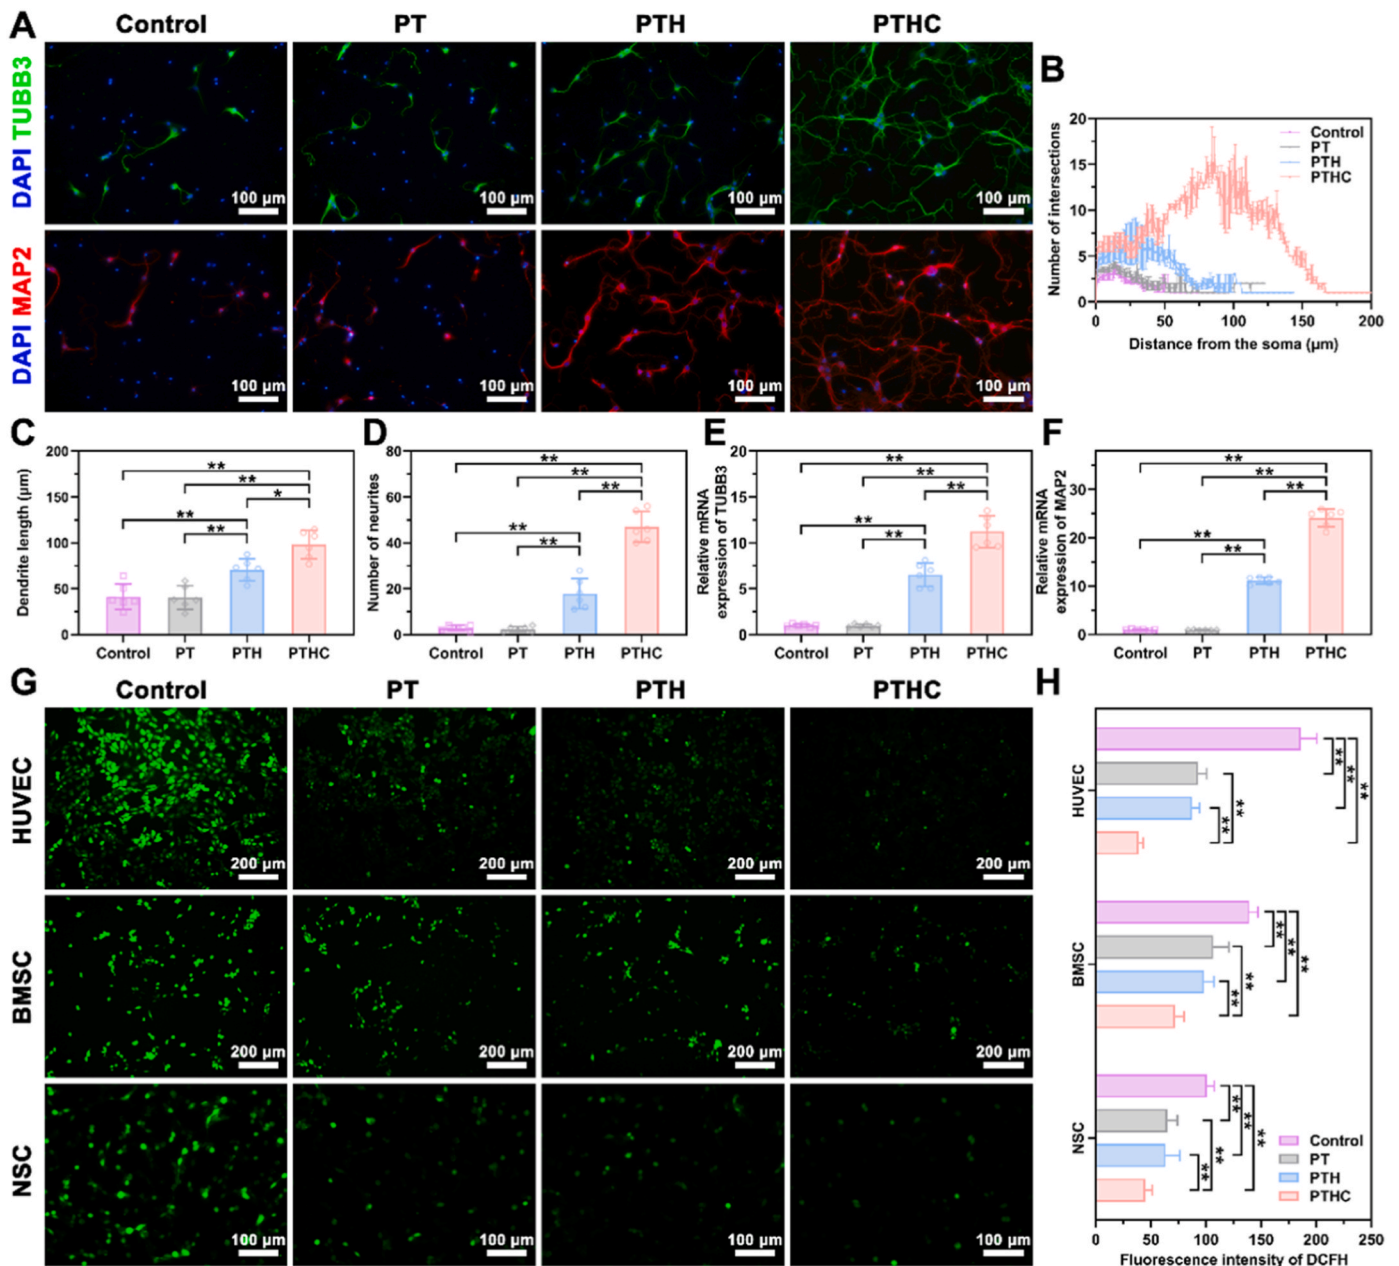 A
Control PT PTH PTHC
DAPI TUBB3
100 µm 100 µm 100 µm 100 µm
DAPI MAP2
100 µm 100 µm 100 µm 100 µm
B
Number of intersections
20
15
10
5
0
Control
PT
PTH
PTHC
0 50 100 150 200
Distance from the soma (µm)
C
Dendrite length (µm)
200
150
100
50
0
**
**
*
**
**
Control PT PTH PTHC
D
Number of neurites
80
60
40
20
0
**
**
**
**
**
Control PT PTH PTHC
E
Relative mRNA
expression of TUBB3
20
15
10
5
0
**
**
**
**
**
Control PT PTH PTHC
F
Relative mRNA
expression of MAP2
30
20
10
0
**
**
**
**
**
Control PT PTH PTHC
G
Control PT PTH PTHC
HUVEC
200 µm 200 µm 200 µm 200 µm
BMSC
200 µm 200 µm 200 µm 200 µm
NSC
100 µm 100 µm 100 µm 100 µm
H
HUVEC
** ** **
** **
BMSC
** ** **
** **
NSC
** ** **
** **
Control
PT
PTH
PTHC
0 50 100 150 200 250
Fluorescence intensity of DCFH